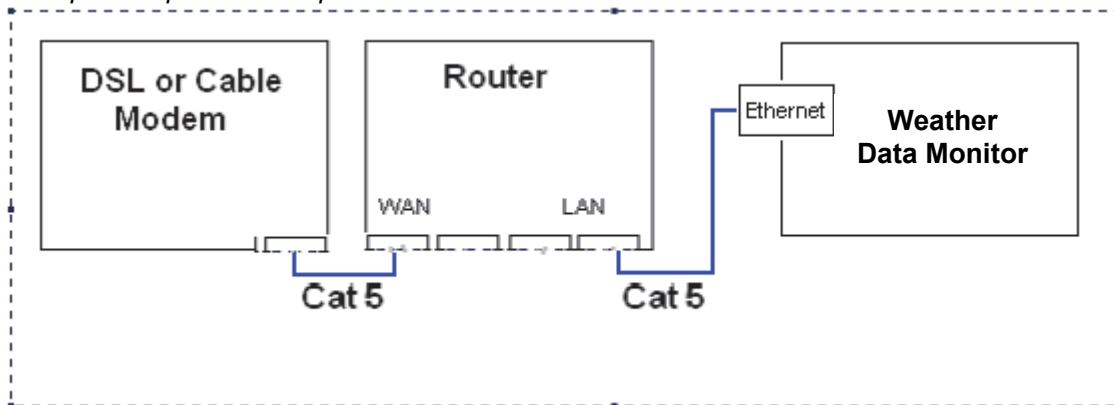 DSL or Cable
Modem
Router
WAN
LAN
Ethernet
Weather
Data Monitor
Cat 5
Cat 5